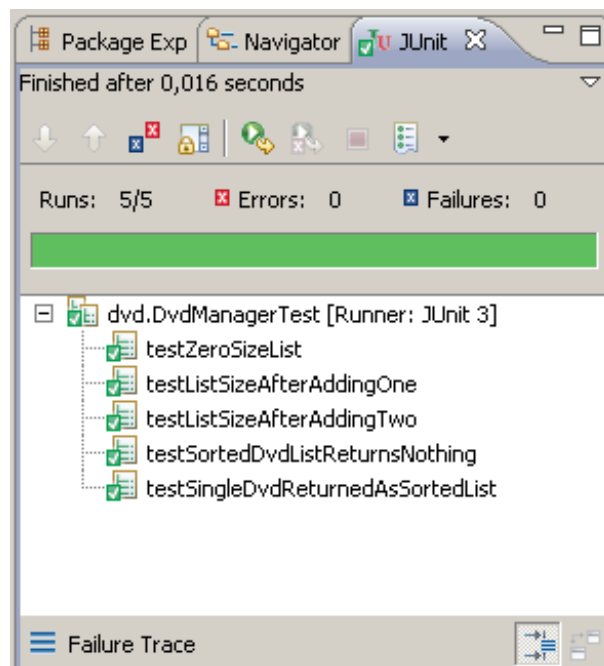 Package Exp Navigator JUnit
Finished after 0,016 seconds
Runs: 5/5 Errors: 0 Failures: 0
dvd.DvdManagerTest [Runner: JUnit 3]
testZeroSizeList
testListSizeAfterAddingOne
testListSizeAfterAddingTwo
testSortedDvdListReturnsNothing
testSingleDvdReturnedAsSortedList
Failure Trace